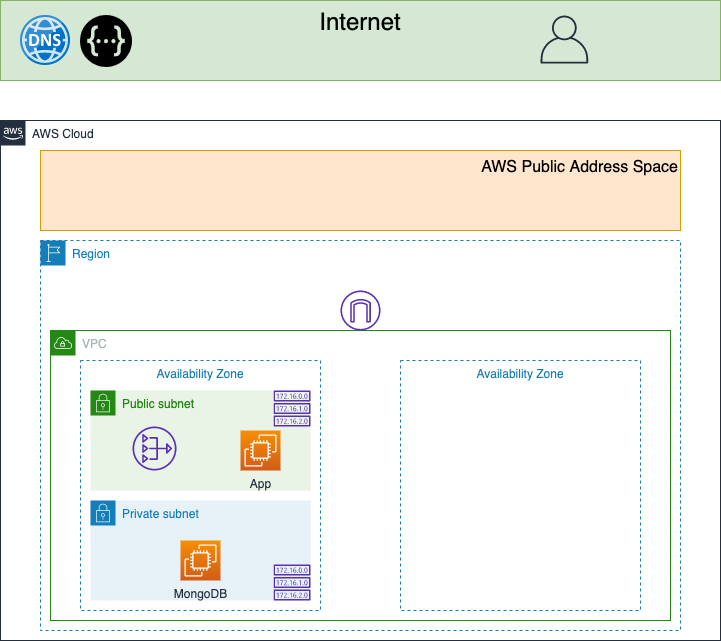 Internet
DNS
{...}
aws
AWS Cloud
AWS Public Address Space
Region
VPC
Availability Zone
Availability Zone
Public subnet
172.16.0.0
172.16.1.0
172.16.2.0
App
Private subnet
172.16.0.0
172.16.1.0
172.16.2.0
MongoDB